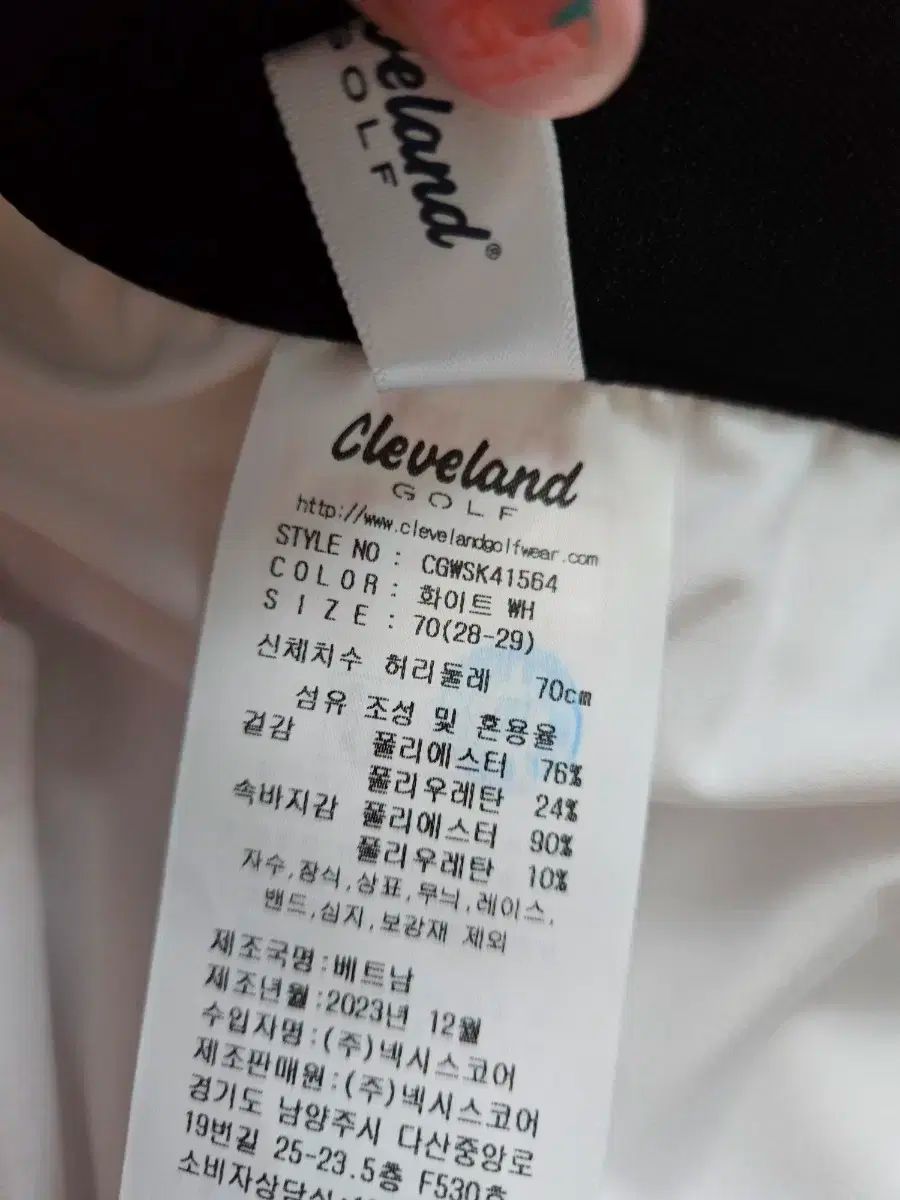 eveland®
GOLF
Cleveland
GOLF
http://www.clevelandgolfwear.com
STYLE NO : CGWSK41564
COLOR : 화이트 WH
SIZE : 70(28-29)
신체치수 허리둘레 70cm
섬유 조성 및 혼용율
겉감 폴리에스터 76%
폴리우레탄 24%
속바지감 폴리에스터 90%
폴리우레탄 10%
자수,장식,상표,무늬,레이스,
밴드,심지,보강재 제외
제조국명:베트남
제조년월:2023년 12월
수입자명:(주)넥시스코어
제조판매원:(주)넥시스코어
경기도 남양주시 다산중앙로
19번길 25-23.5층 F530호
소비자상담실